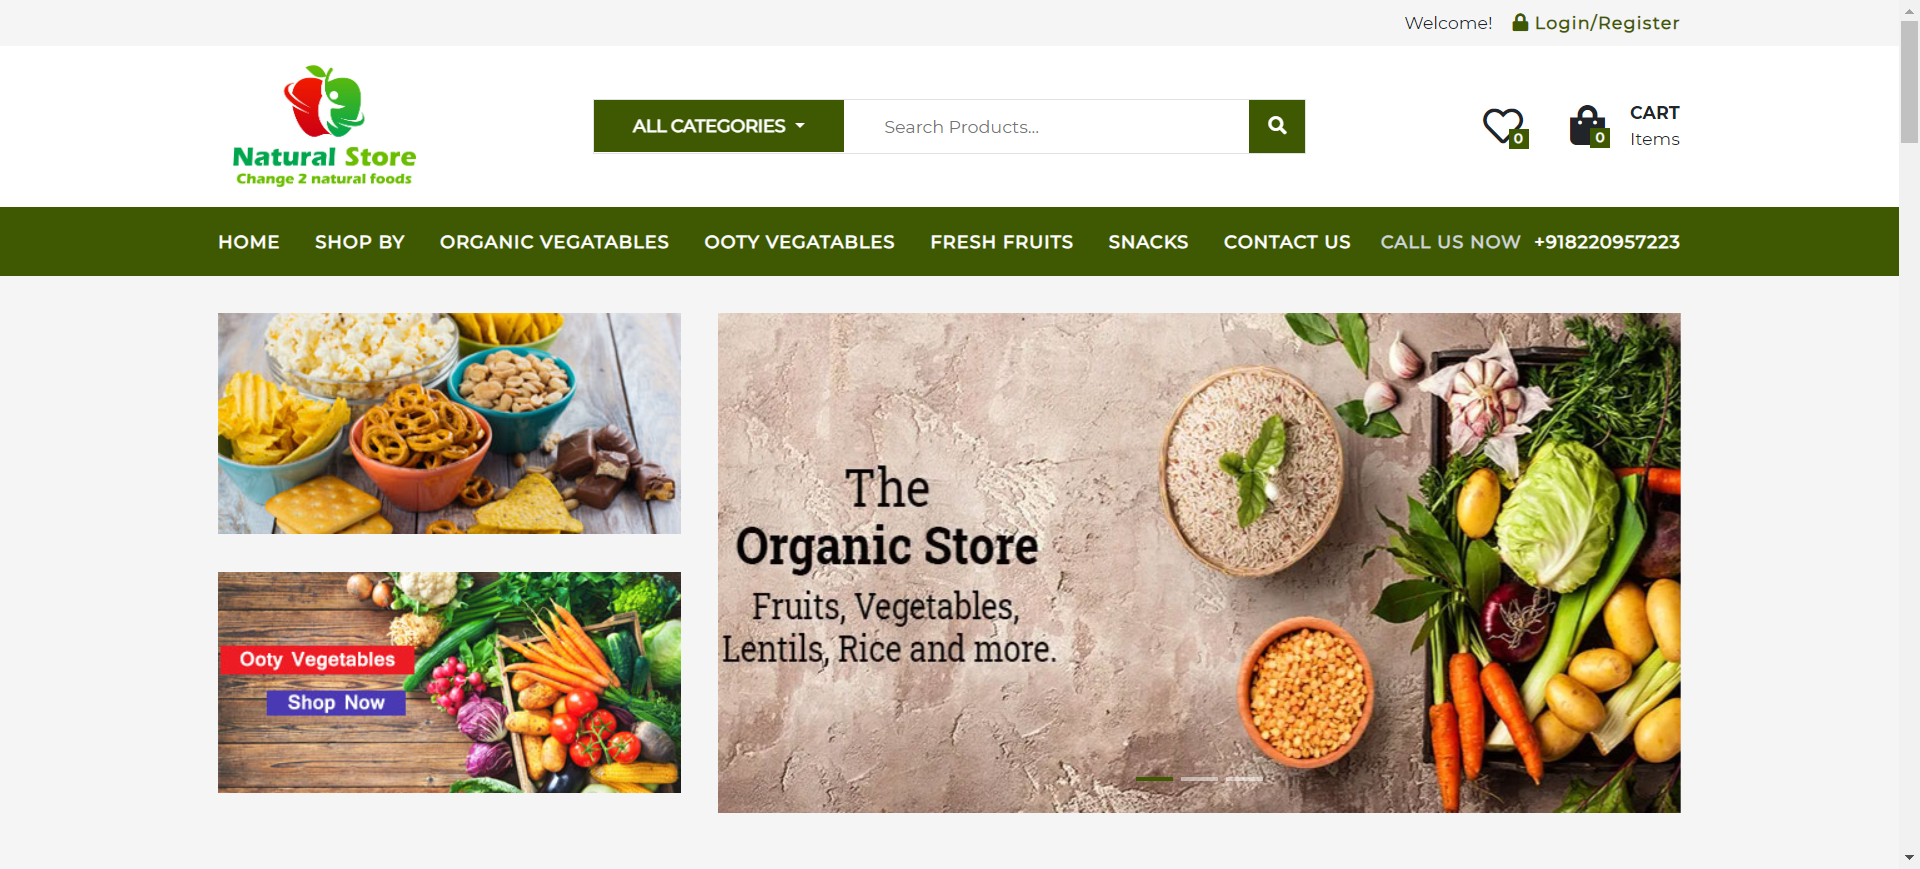 Welcome! Login/Register
Natural Store
Change 2 natural foods
ALL CATEGORIES
Search Products...
0
0
CART
Items
HOME SHOP BY ORGANIC VEGATABLES OOTY VEGATABLES FRESH FRUITS SNACKS CONTACT US CALL US NOW +918220957223
The
Organic Store
Fruits, Vegetables,
Lentils, Rice and more.
Ooty Vegetables
Shop Now